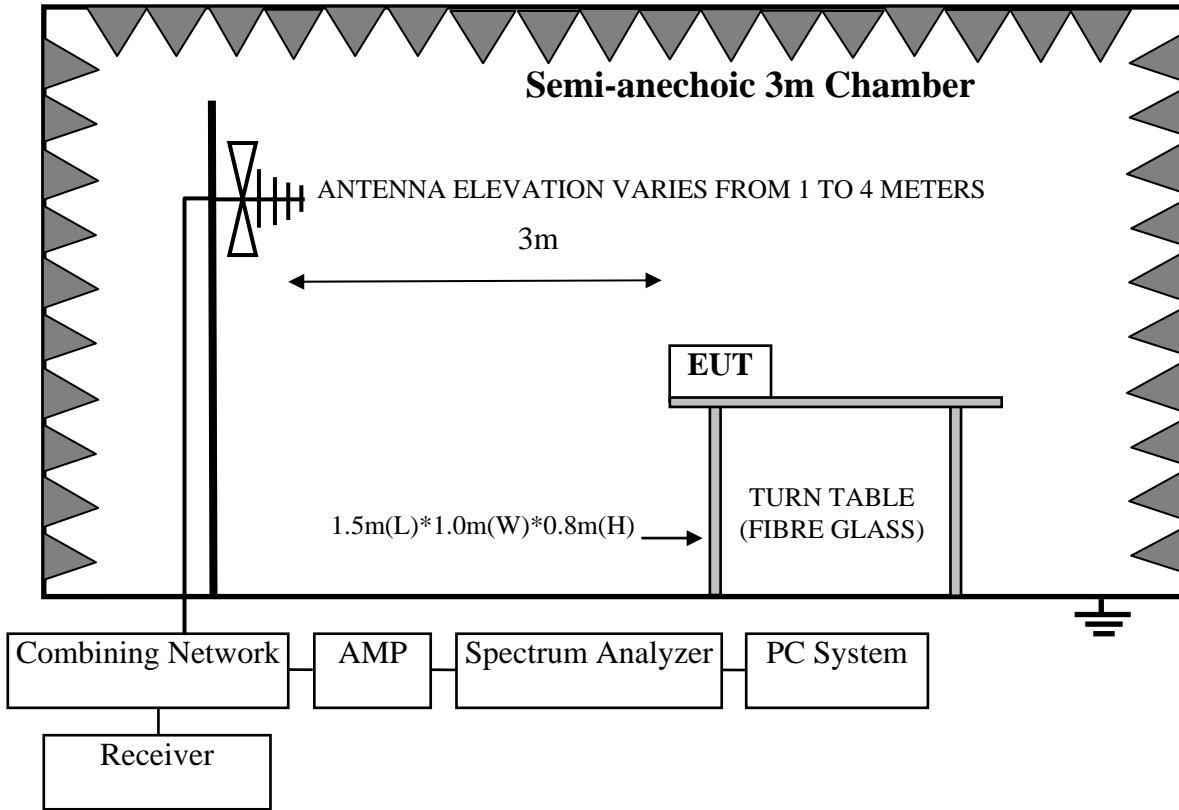 Semi-anechoic 3m Chamber
ANTENNA ELEVATION VARIES FROM 1 TO 4 METERS
3m
EUT
TURN TABLE
(FIBRE GLASS)
1.5m(L)*1.0m(W)*0.8m(H)
Combining Network
AMP
Spectrum Analyzer
PC System
Receiver